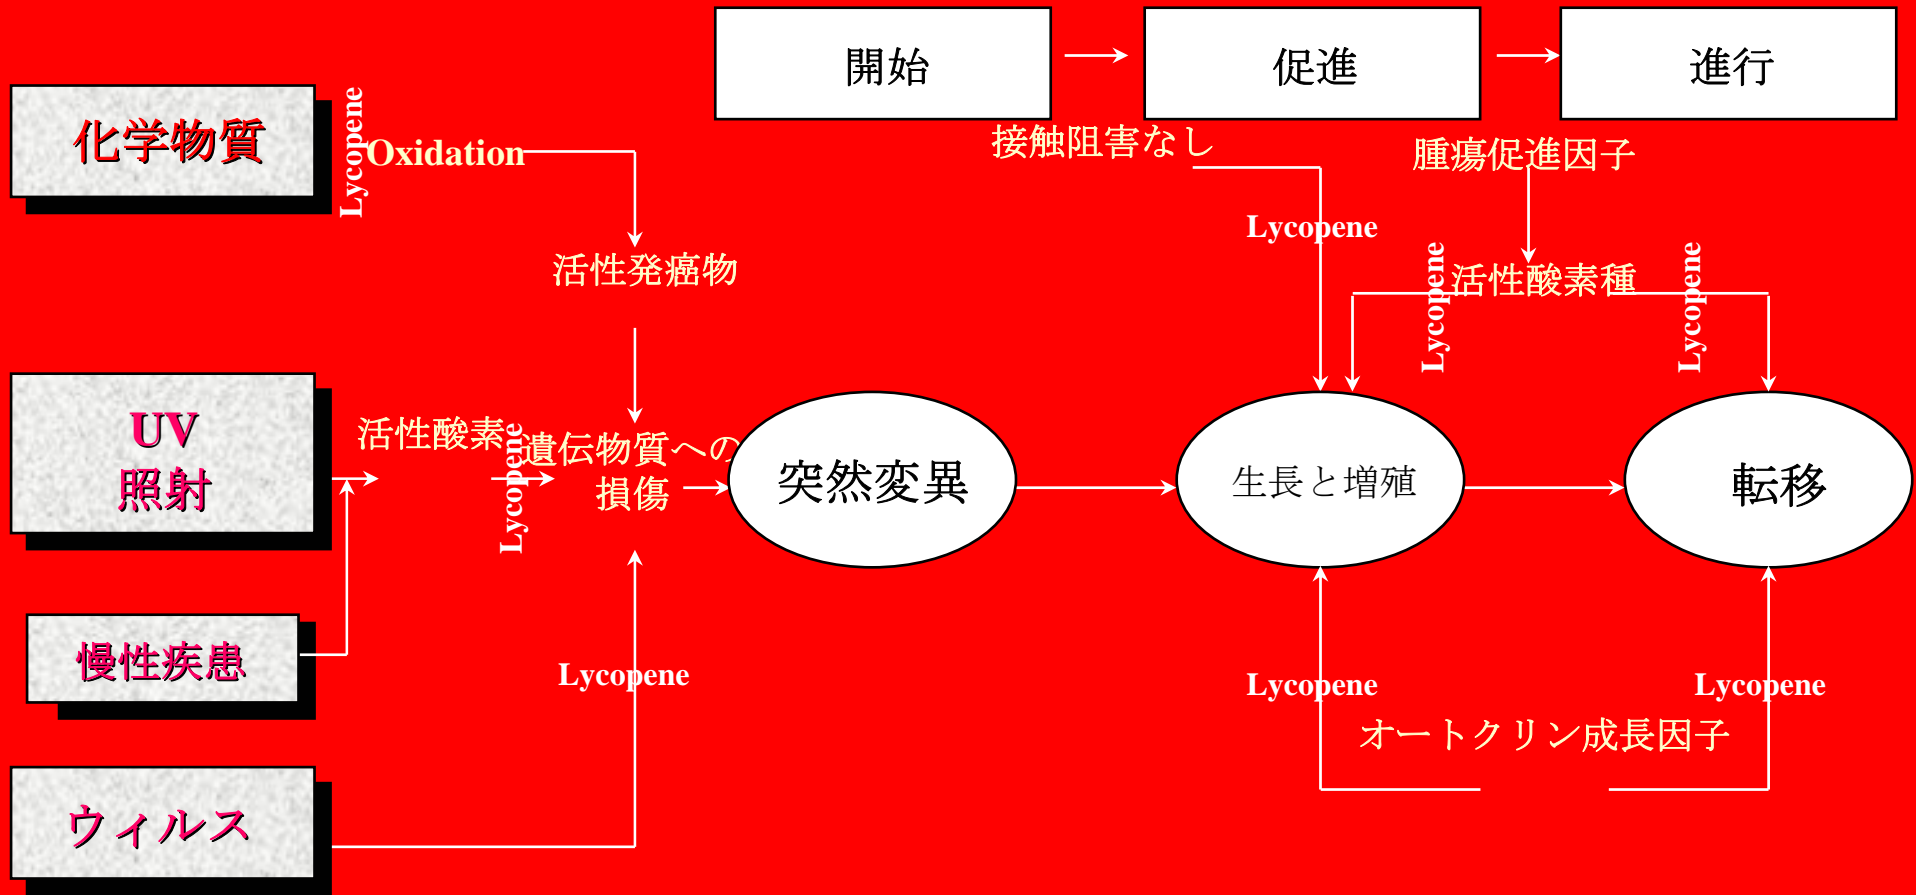 開始
促進
進行
化学物質
Lycopene
Oxidation
接触阻害なし
腫瘍促進因子
Lycopene
活性発癌物
Lycopene
活性酸素種
Lycopene
UV
照射
活性酸素
Lycopene
遺伝物質への
損傷
突然変異
生長と増殖
転移
慢性疾患
Lycopene
Lycopene
Lycopene
オートクリン成長因子
ウィルス